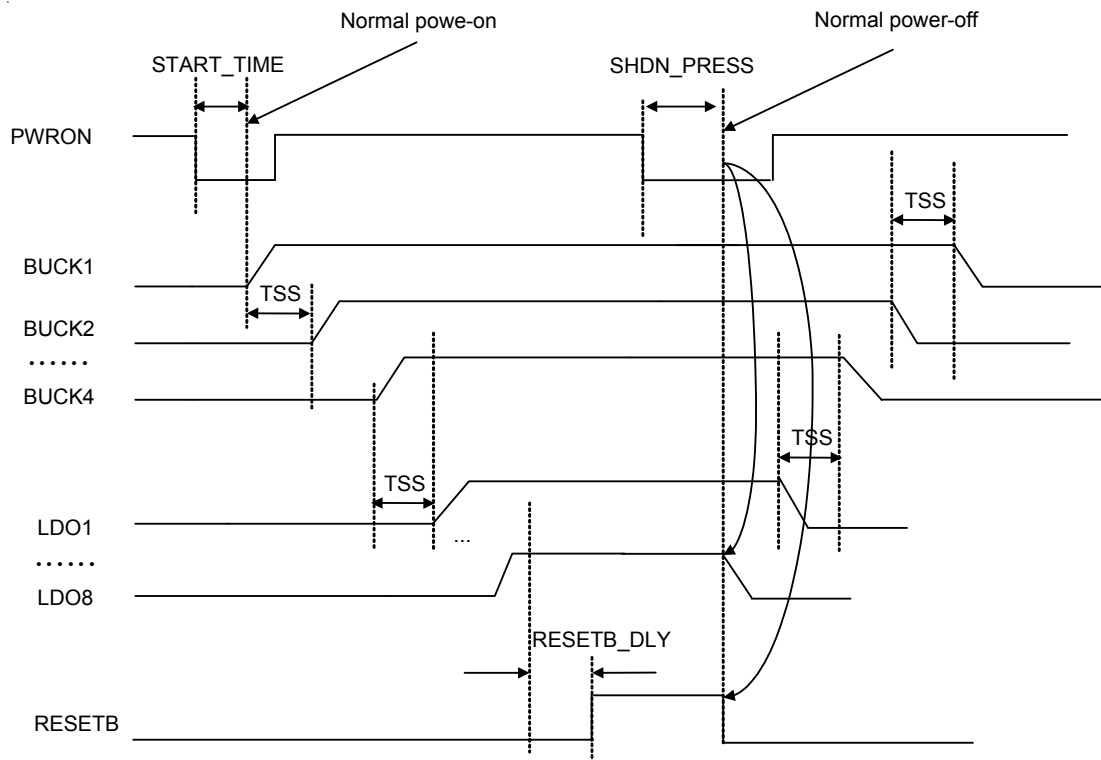 Normal powe-on
Normal power-off
START_TIME
SHDN_PRESS
PWRON
TSS
BUCK1
TSS
BUCK2
......
BUCK4
TSS
TSS
LDO1
...
......
LDO8
RESETB_DLY
RESETB